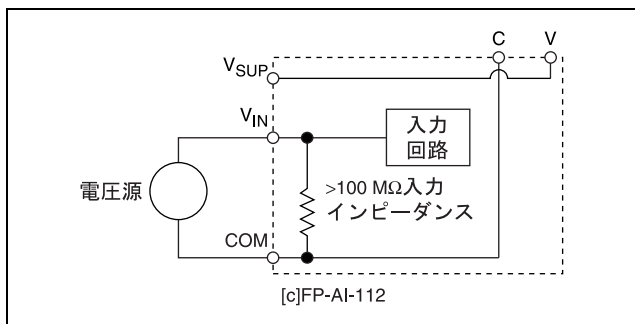 C
V
VSUP
VIN
入力
回路
電圧源
>100 MΩ入力
インピーダンス
COM
[c]FP-AI-112